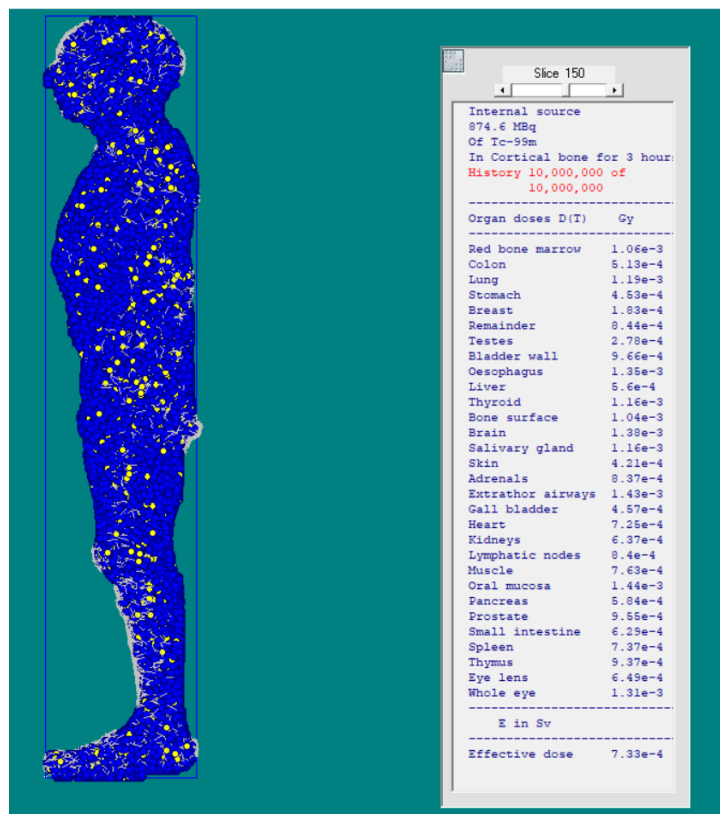 Slice 150
Internal source
874.6 MBq
Of Tc-99m
In Cortical bone for 3 hour
History 10,000,000 of
10,000,000
--------------------------------
Organ doses D(T) Gy
--------------------------------
Red bone marrow 1.06e-3
Colon 5.13e-4
Lung 1.19e-3
Stomach 4.53e-4
Breast 1.83e-4
Remainder 8.44e-4
Testes 2.78e-4
Bladder wall 9.66e-4
Oesophagus 1.35e-3
Liver 5.6e-4
Thyroid 1.16e-3
Bone surface 1.04e-3
Brain 1.38e-3
Salivary gland 1.16e-3
Skin 4.21e-4
Adrenals 8.37e-4
Extrathor airways 1.43e-3
Gall bladder 4.57e-4
Heart 7.25e-4
Kidneys 6.37e-4
Lymphatic nodes 8.4e-4
Muscle 7.63e-4
Oral mucosa 1.44e-3
Pancreas 5.84e-4
Prostate 9.55e-4
Small intestine 6.29e-4
Spleen 7.37e-4
Thymus 9.37e-4
Eye lens 6.49e-4
Whole eye 1.31e-3
--------------------------------
E in Sv
--------------------------------
Effective dose 7.33e-4